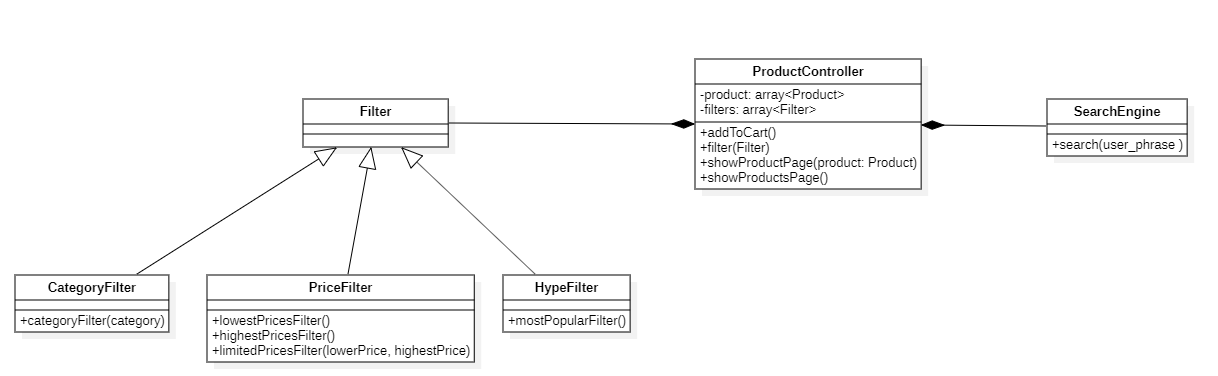 Filter
ProductController
-product: array<Product>
-filters: array<Filter>
+addToCart()
+filter(Filter)
+showProductPage(product: Product)
+showProductsPage()
SearchEngine
+search(user_phrase )
CategoryFilter
+categoryFilter(category)
PriceFilter
+lowestPricesFilter()
+highestPricesFilter()
+limitedPricesFilter(lowerPrice, highestPrice)
HypeFilter
+mostPopularFilter()